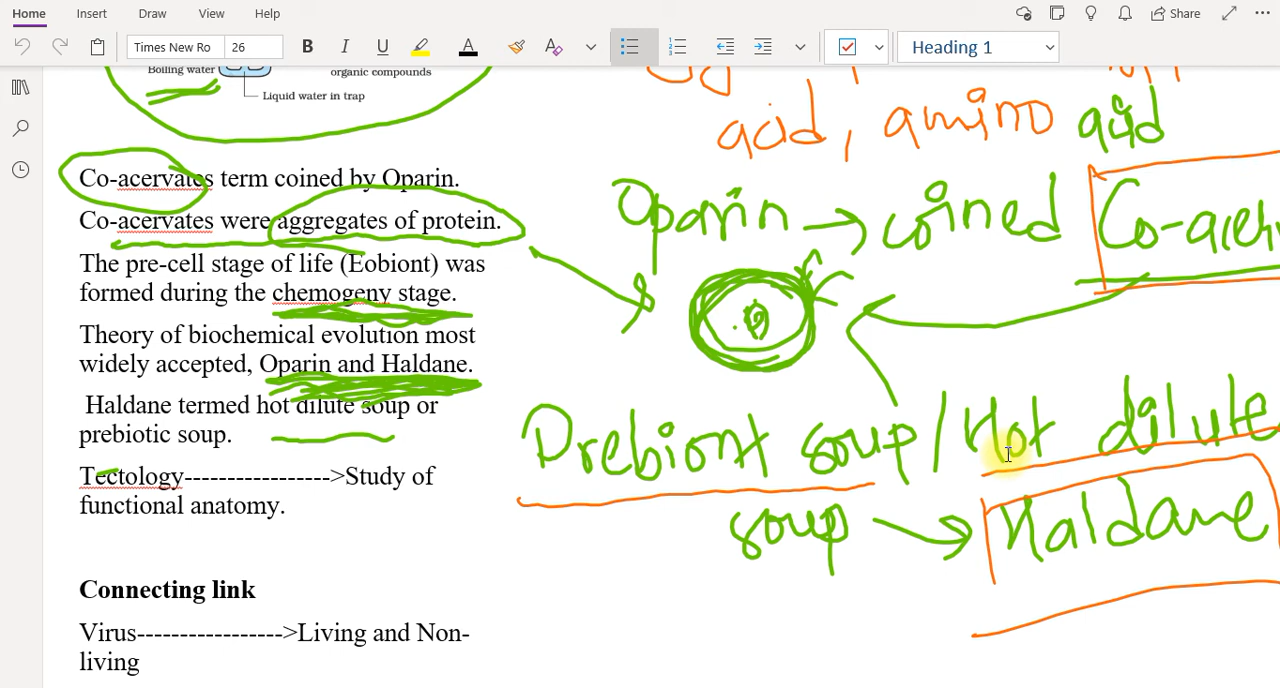 Home Insert Draw View Help Share
Times New Ro 26 B I U A A Heading 1
Boiling water
organic compounds
Liquid water in trap
Co-acervates term coined by Oparin.
Co-acervates were aggregates of protein.
The pre-cell stage of life (Eobiont) was
formed during the chemogeny stage.
Theory of biochemical evolution most
widely accepted, Oparin and Haldane.
Haldane termed hot dilute soup or
prebiotic soup.
Tectology----------------->Study of
functional anatomy.
Connecting link
Virus----------------->Living and Non-
living
acid, amino acid
Oparin → coined Co-acerv
Prebiont soup / Hot dilute
soup → Haldane